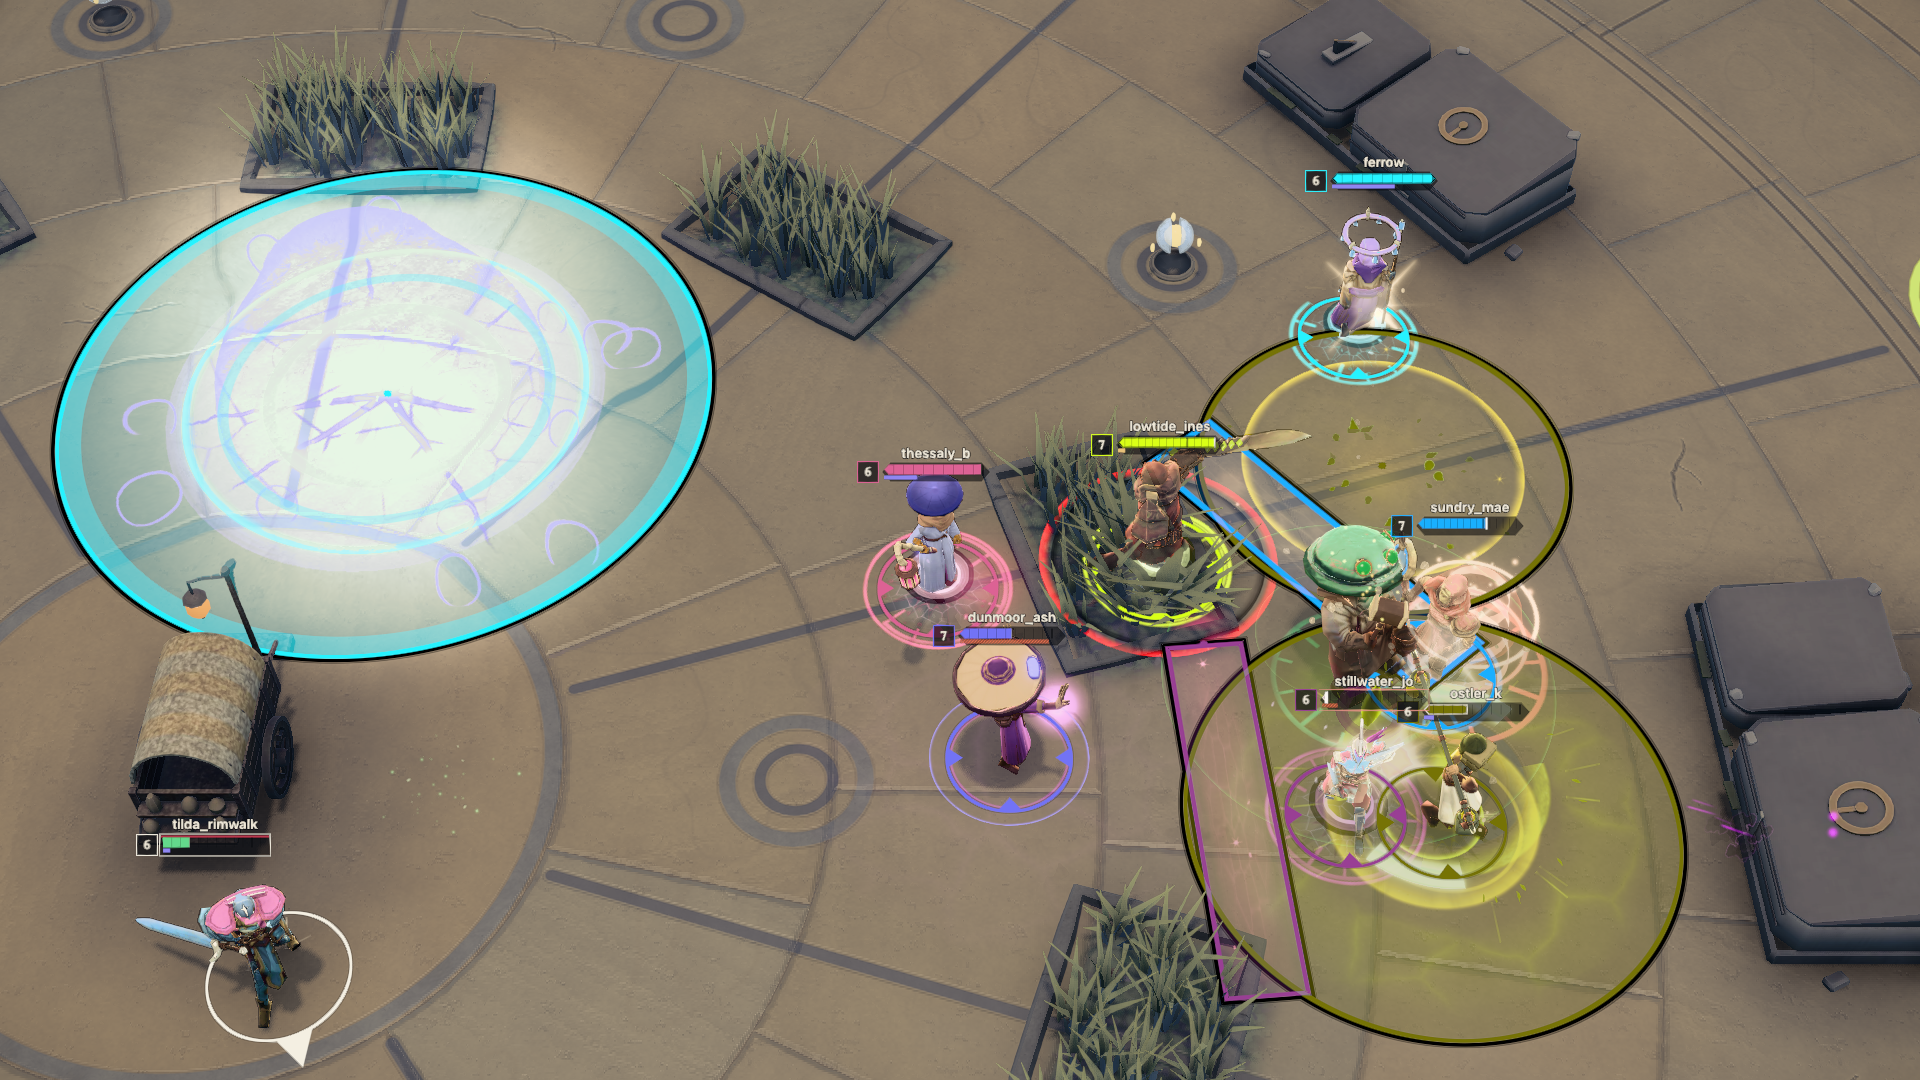 ferrow
6
lowtide_ines
7
thessaly_b
6
sundry_mae
7
dunmoor_ash
7
stillwater_jo
6
ostler_k
6
tilda_rimwalk
6